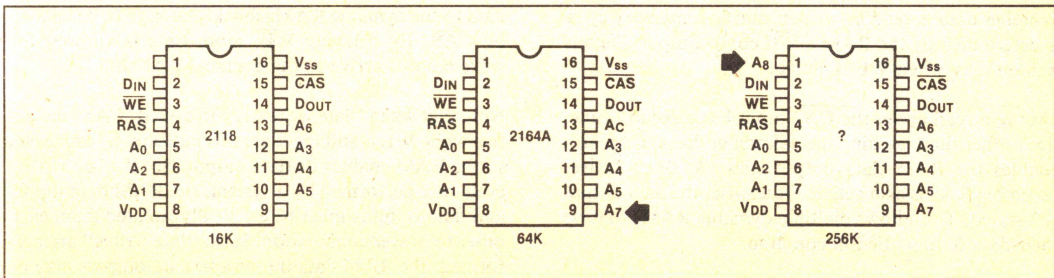 1 16 VSS
DIN 2 15 CAS
WE 3 14 DOUT
RAS 4 2118 13 A6
A0 5 12 A3
A2 6 11 A4
A1 7 10 A5
VDD 8 9
16K
1 16 VSS
DIN 2 15 CAS
WE 3 14 DOUT
RAS 4 2164A 13 AC
A0 5 12 A3
A2 6 11 A4
A1 7 10 A5
VDD 8 9 A7
64K
A8 1 16 VSS
DIN 2 15 CAS
WE 3 14 DOUT
RAS 4 ? 13 A6
A0 5 12 A3
A2 6 11 A4
A1 7 10 A5
VDD 8 9 A7
256K